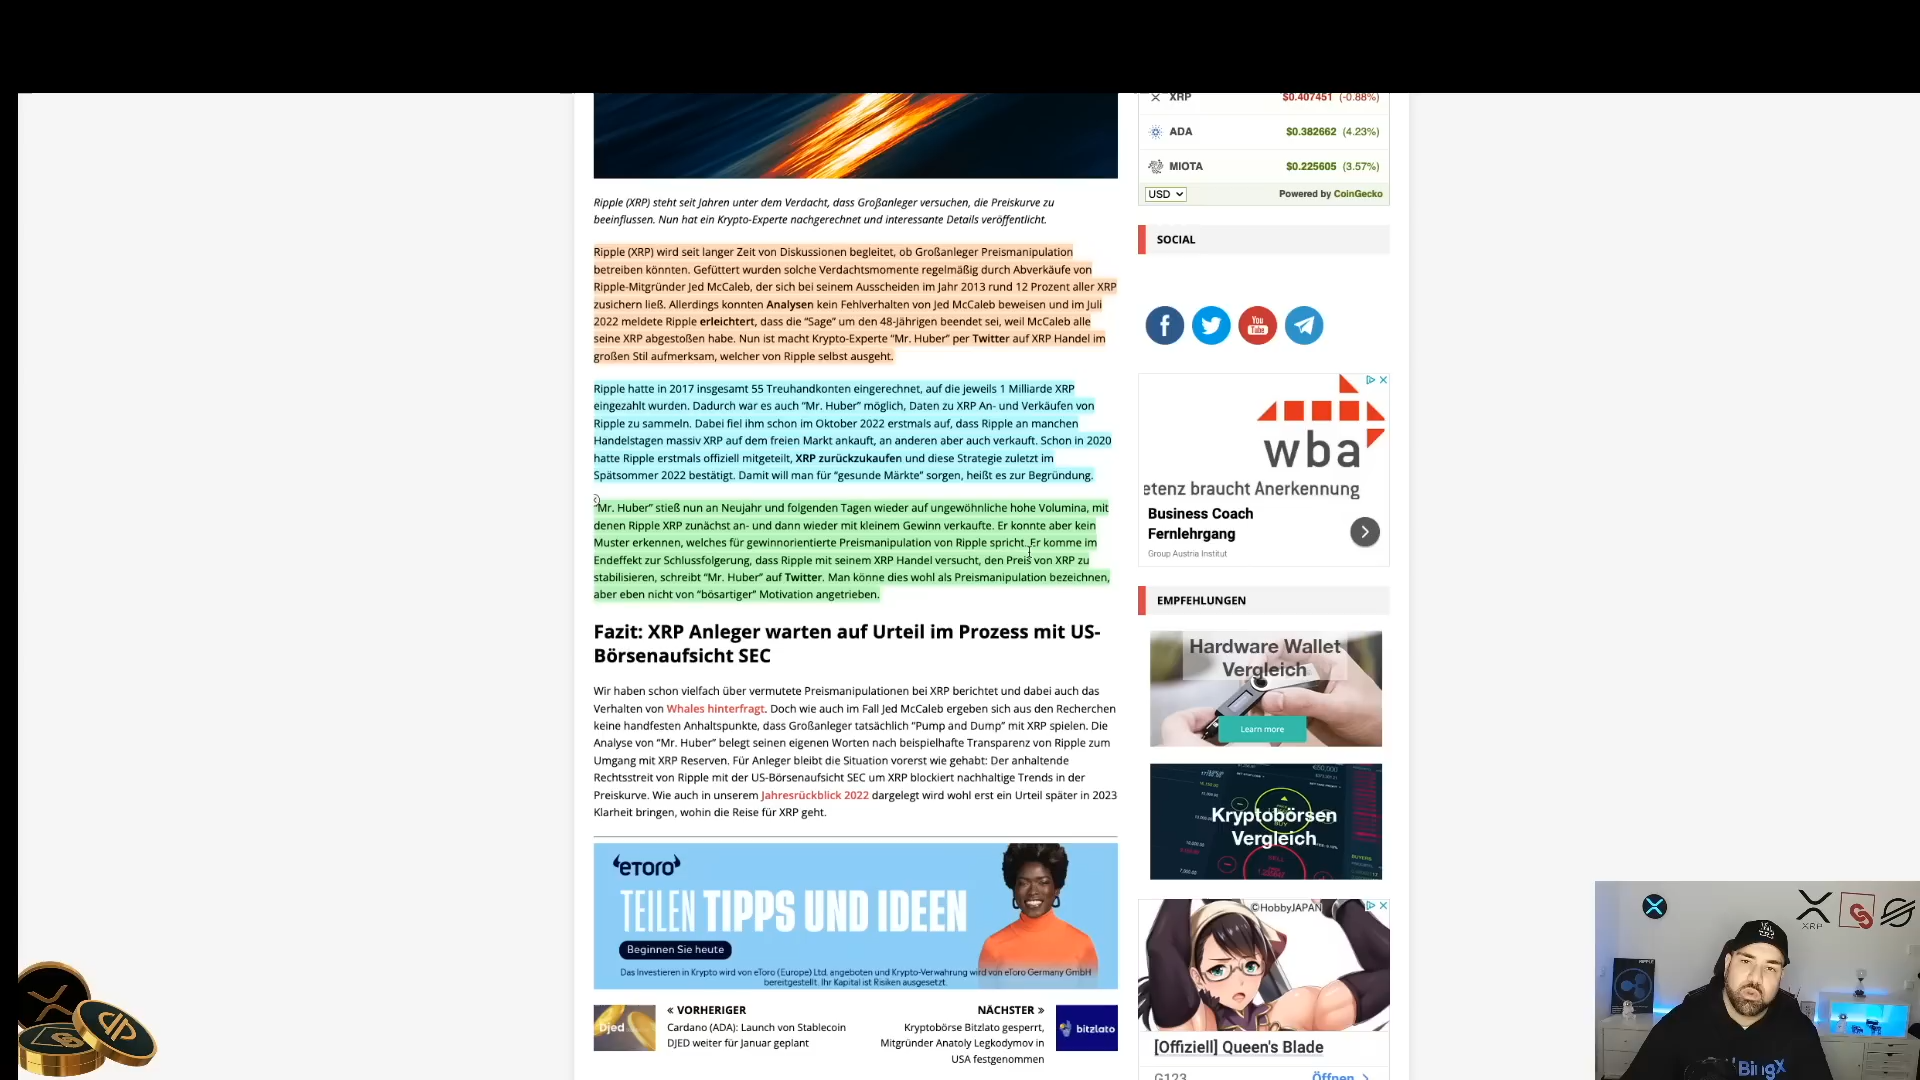 XRP $0.407451 (-0.88%)
ADA $0.382662 (4.23%)
MIOTA $0.225605 (3.57%)
USD Powered by CoinGecko
Ripple (XRP) steht seit Jahren unter dem Verdacht, dass Großanleger versuchen, die Preiskurve zu
beeinflussen. Nun hat ein Krypto-Experte nachgerechnet und interessante Details veröffentlicht.
Ripple (XRP) wird seit langer Zeit von Diskussionen begleitet, ob Großanleger Preismanipulation
betreiben könnten. Gefüttert wurden solche Verdachtsmomente regelmäßig durch Abverkäufe von
Ripple-Mitgründer Jed McCaleb, der sich bei seinem Ausscheiden im Jahr 2013 rund 12 Prozent aller XRP
zusichern ließ. Allerdings konnten Analysen kein Fehlverhalten von Jed McCaleb beweisen und im Juli
2022 meldete Ripple erleichtert, dass die “Sage” um den 48-Jährigen beendet sei, weil McCaleb alle
seine XRP abgestoßen habe. Nun ist macht Krypto-Experte “Mr. Huber” per Twitter auf XRP Handel im
großen Stil aufmerksam, welcher von Ripple selbst ausgeht.
Ripple hatte in 2017 insgesamt 55 Treuhandkonten eingerechnet, auf die jeweils 1 Milliarde XRP
eingezahlt wurden. Dadurch war es auch “Mr. Huber” möglich, Daten zu XRP An- und Verkäufen von
Ripple zu sammeln. Dabei fiel ihm schon im Oktober 2022 erstmals auf, dass Ripple an manchen
Handelstagen massiv XRP auf dem freien Markt ankauft, an anderen aber auch verkauft. Schon in 2020
hatte Ripple erstmals offiziell mitgeteilt, XRP zurückzukaufen und diese Strategie zuletzt im
Spätsommer 2022 bestätigt. Damit will man für “gesunde Märkte” sorgen, heißt es zur Begründung.
“Mr. Huber” stieß nun an Neujahr und folgenden Tagen wieder auf ungewöhnliche hohe Volumina, mit
denen Ripple XRP zunächst an- und dann wieder mit kleinem Gewinn verkaufte. Er konnte aber kein
Muster erkennen, welches für gewinnorientierte Preismanipulation von Ripple spricht. Er komme im
Endeffekt zur Schlussfolgerung, dass Ripple mit seinem XRP Handel versucht, den Preis von XRP zu
stabilisieren, schreibt “Mr. Huber” auf Twitter. Man könne dies wohl als Preismanipulation bezeichnen,
aber eben nicht von “bösartiger” Motivation angetrieben.
Fazit: XRP Anleger warten auf Urteil im Prozess mit US-
Börsenaufsicht SEC
Wir haben schon vielfach über vermutete Preismanipulationen bei XRP berichtet und dabei auch das
Verhalten von Whales hinterfragt. Doch wie auch im Fall Jed McCaleb ergeben sich aus den Recherchen
keine handfesten Anhaltspunkte, dass Großanleger tatsächlich “Pump and Dump” mit XRP spielen. Die
Analyse von “Mr. Huber” belegt seinen eigenen Worten nach beispielhafte Transparenz von Ripple zum
Umgang mit XRP Reserven. Für Anleger bleibt die Situation vorerst wie gehabt: Der anhaltende
Rechtsstreit von Ripple mit der US-Börsenaufsicht SEC um XRP blockiert nachhaltige Trends in der
Preiskurve. Wie auch in unserem Jahresrückblick 2022 dargelegt wird wohl erst ein Urteil später in 2023
Klarheit bringen, wohin die Reise für XRP geht.
eToro
TEILEN TIPPS UND IDEEN
Beginnen Sie heute
Das Investieren in Krypto wird von eToro (Europe) Ltd. angeboten und Krypto-Verwahrung wird von eToro Germany GmbH
bereitgestellt. Ihr Kapital ist Risiken ausgesetzt.
Djed
« VORHERIGER
Cardano (ADA): Launch von Stablecoin
DJED weiter für Januar geplant
NÄCHSTER »
Kryptobörse Bitzlato gesperrt,
Mitgründer Anatoly Legkodymov in
USA festgenommen
bitzlato
SOCIAL
You
Tube
wba
etenz braucht Anerkennung
Business Coach
Fernlehrgang
Group Austria Institut
EMPFEHLUNGEN
Hardware Wallet
Vergleich
Learn more
Kryptobörsen
Vergleich
©HobbyJAPAN
[Offiziell] Queen's Blade
G123 Öffnen
XRP
RIPPLE
BingX